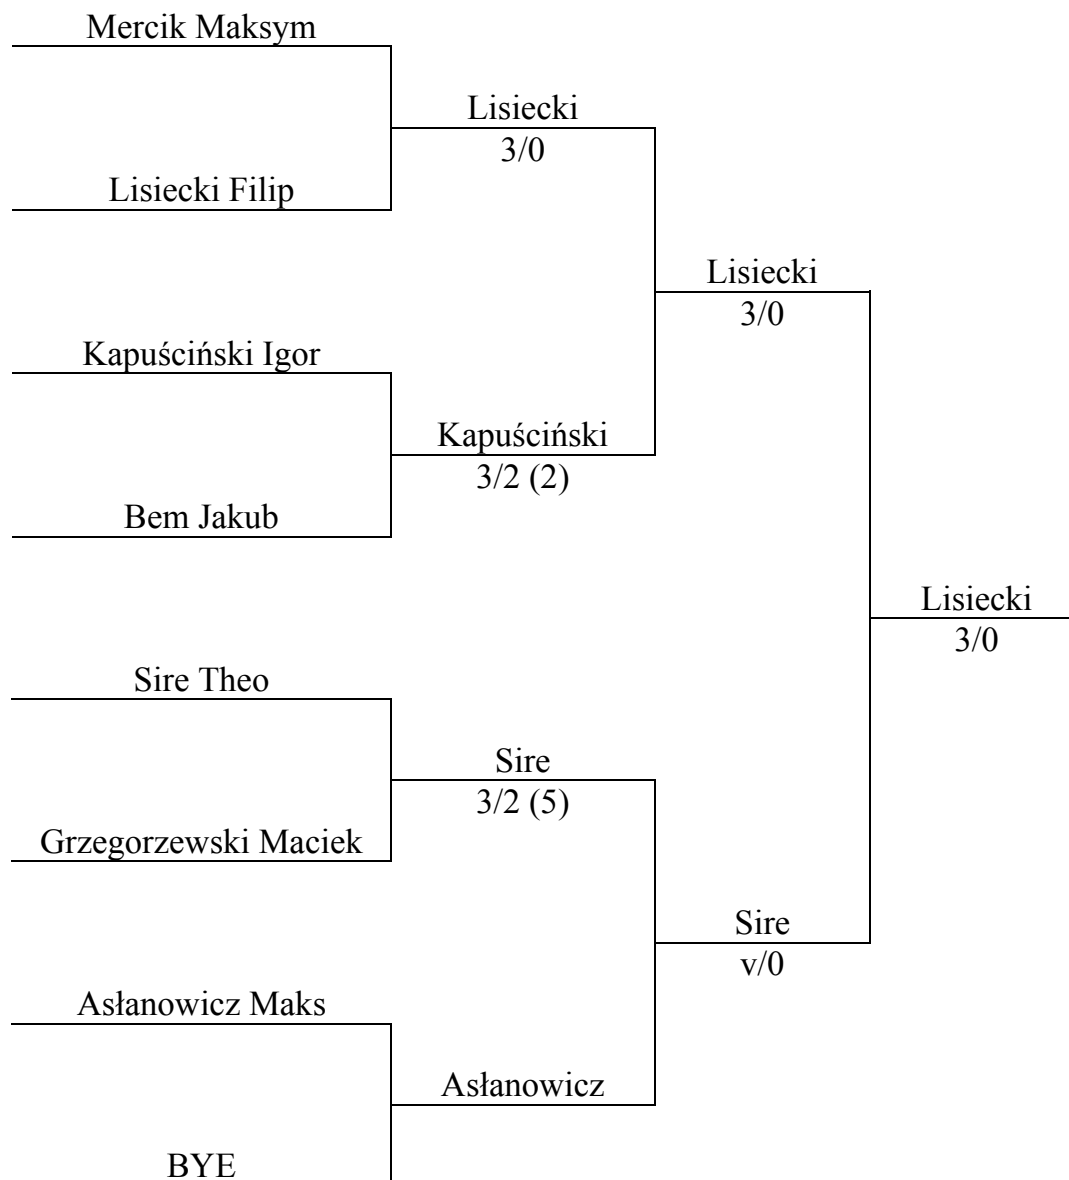 Mercik Maksym
Lisiecki
3/0
Lisiecki Filip
Lisiecki
3/0
Kapuściński Igor
Kapuściński
3/2 (2)
Bem Jakub
Lisiecki
3/0
Sire Theo
Sire
3/2 (5)
Grzegorzewski Maciek
Sire
v/0
Asłanowicz Maks
Asłanowicz
BYE